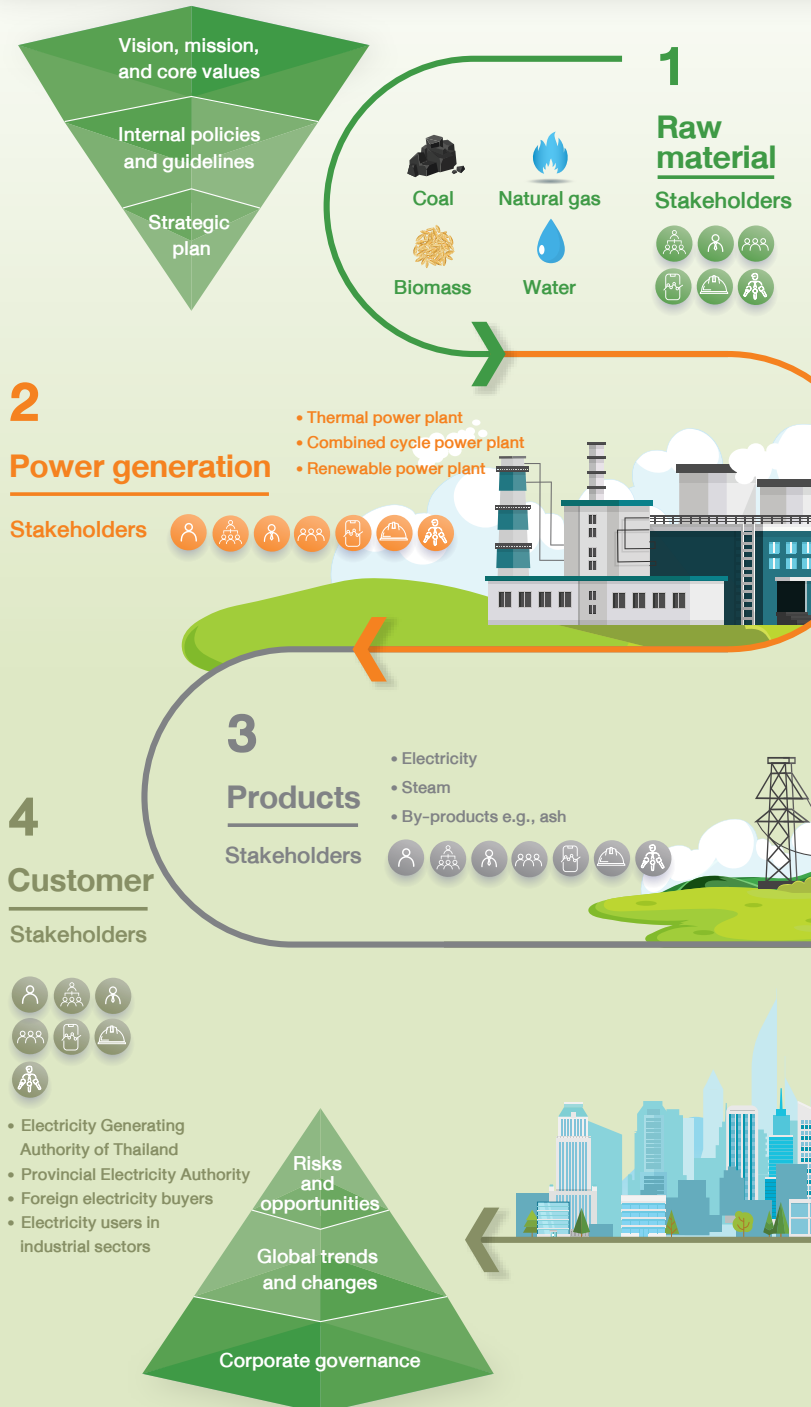 Vision, mission,
and core values
Internal policies
and guidelines
Strategic
plan
1
Raw
material
Stakeholders
Coal
Natural gas
Biomass
Water
2
Power generation
• Thermal power plant
• Combined cycle power plant
• Renewable power plant
Stakeholders
3
Products
• Electricity
• Steam
• By-products e.g., ash
Stakeholders
4
Customer
Stakeholders
• Electricity Generating
Authority of Thailand
• Provincial Electricity Authority
• Foreign electricity buyers
• Electricity users in
industrial sectors
Risks
and
opportunities
Global trends
and changes
Corporate governance